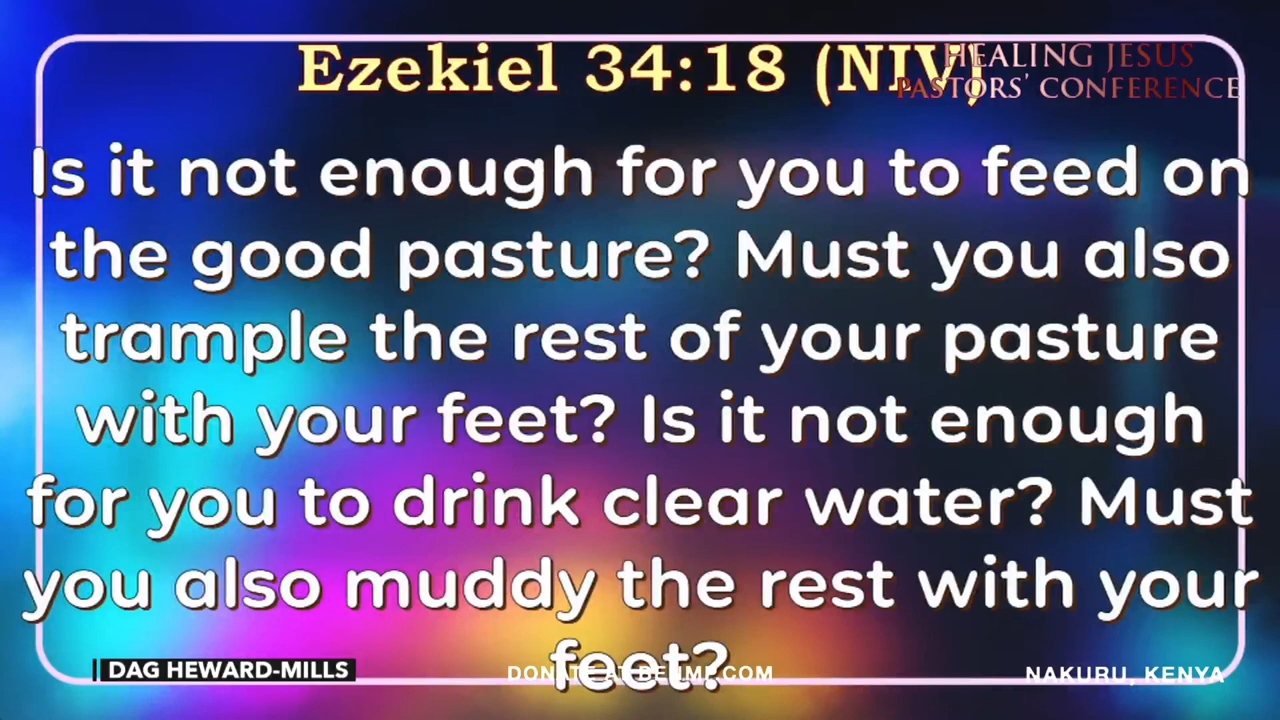 Ezekiel 34:18 (NIV)
HEALING JESUS
PASTORS' CONFERENCE
Is it not enough for you to feed on
the good pasture? Must you also
trample the rest of your pasture
with your feet? Is it not enough
for you to drink clear water? Must
you also muddy the rest with your
feet?
DAG HEWARD-MILLS
DONATE AT
NAKURU, KENYA